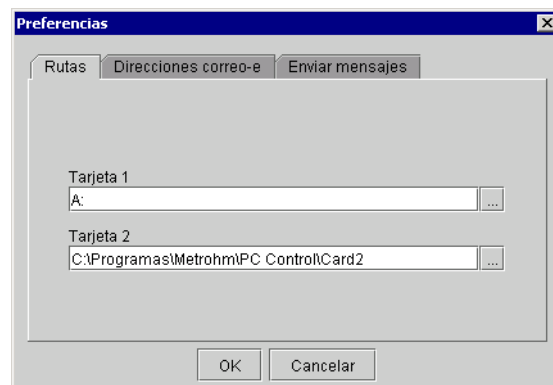 Preferencias
Rutas Direcciones correo-e Enviar mensajes
Tarjeta 1
A:
...
Tarjeta 2
C:\Programas\Metrohm\PC Control\Card2
...
OK Cancelar